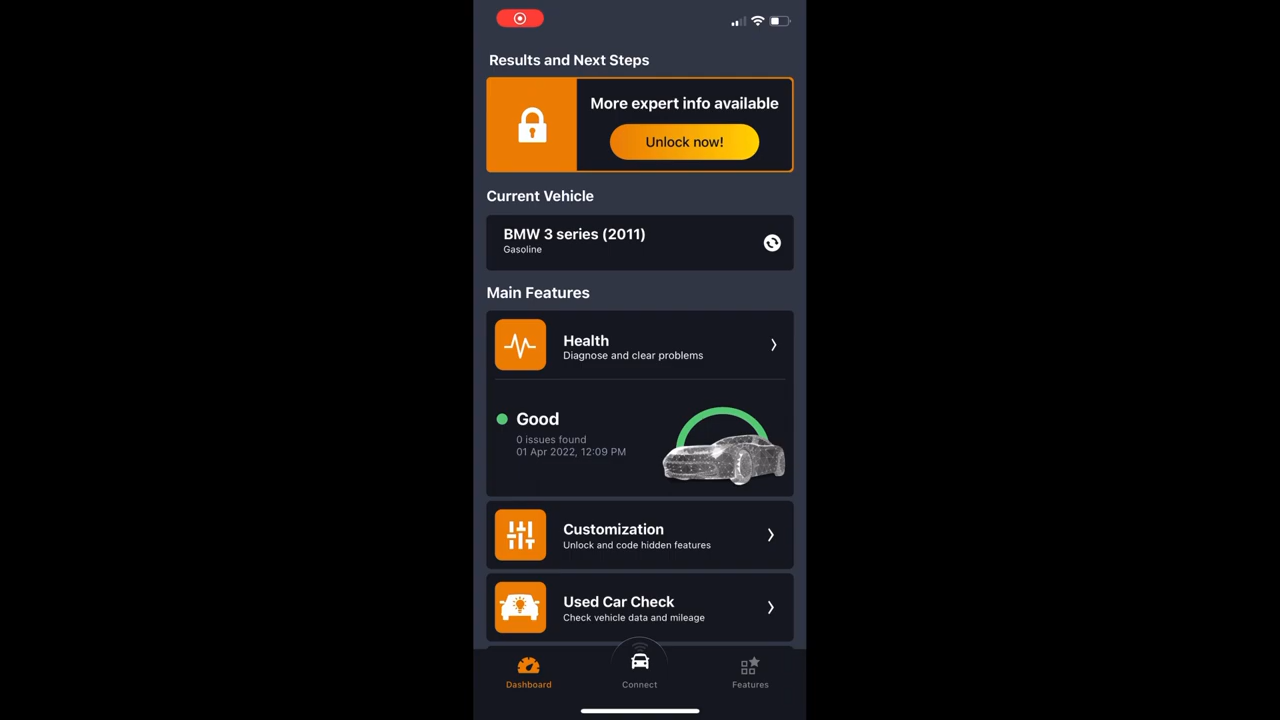 Results and Next Steps
More expert info available
Unlock now!
Current Vehicle
BMW 3 series (2011)
Gasoline
Main Features
Health
Diagnose and clear problems
Good
0 issues found
01 Apr 2022, 12:09 PM
Customization
Unlock and code hidden features
Used Car Check
Check vehicle data and mileage
Dashboard
Connect
Features